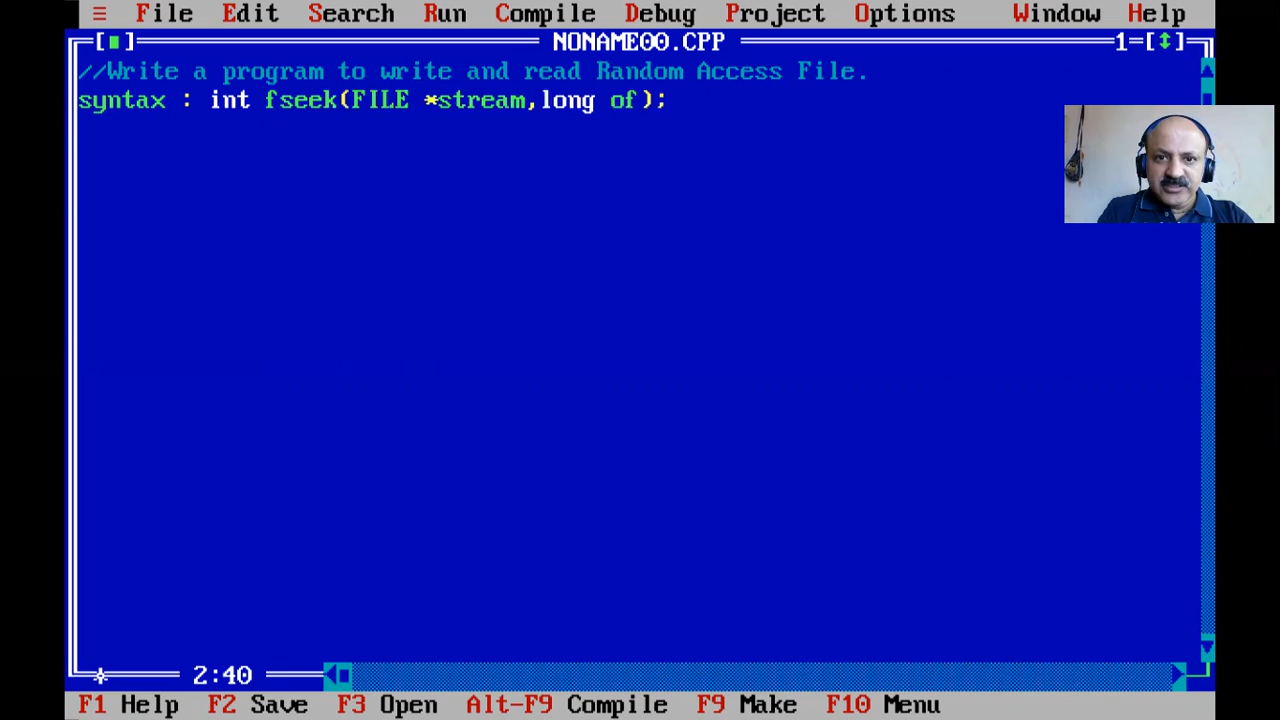 ≡ File Edit Search Run Compile Debug Project Options Window Help
[■] NONAME00.CPP 1=[↕]
//Write a program to write and read Random Access File.
syntax : int fseek(FILE *stream,long of);
* 2:40
F1 Help F2 Save F3 Open Alt-F9 Compile F9 Make F10 Menu